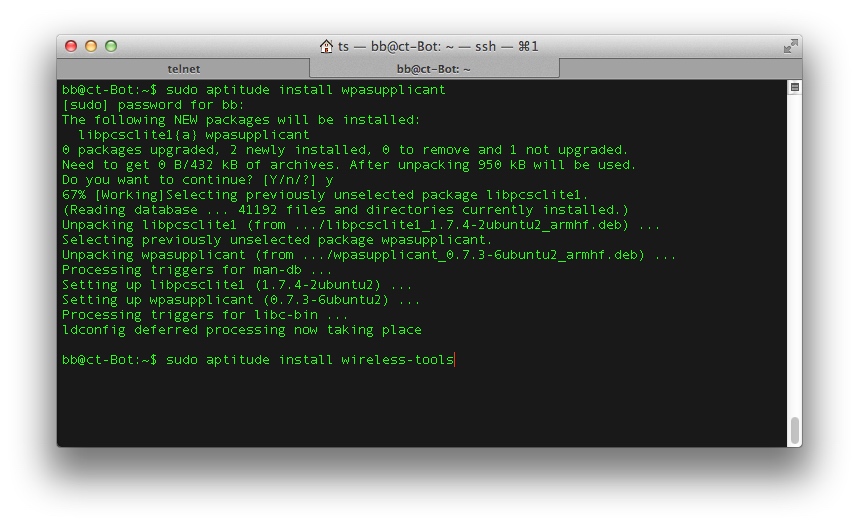 ts — bb@ct-Bot: ~ — ssh — ⌘1
telnet
bb@ct-Bot: ~
bb@ct-Bot:~$ sudo aptitude install wpasupplicant
[sudo] password for bb:
The following NEW packages will be installed:
  libpcsclite1{a} wpasupplicant
0 packages upgraded, 2 newly installed, 0 to remove and 1 not upgraded.
Need to get 0 B/432 kB of archives. After unpacking 950 kB will be used.
Do you want to continue? [Y/n/?] y
67% [Working]Selecting previously unselected package libpcsclite1.
(Reading database ... 41192 files and directories currently installed.)
Unpacking libpcsclite1 (from .../libpcsclite1_1.7.4-2ubuntu2_armhf.deb) ...
Selecting previously unselected package wpasupplicant.
Unpacking wpasupplicant (from .../wpasupplicant_0.7.3-6ubuntu2_armhf.deb) ...
Processing triggers for man-db ...
Setting up libpcsclite1 (1.7.4-2ubuntu2) ...
Setting up wpasupplicant (0.7.3-6ubuntu2) ...
Processing triggers for libc-bin ...
ldconfig deferred processing now taking place
bb@ct-Bot:~$ sudo aptitude install wireless-tools